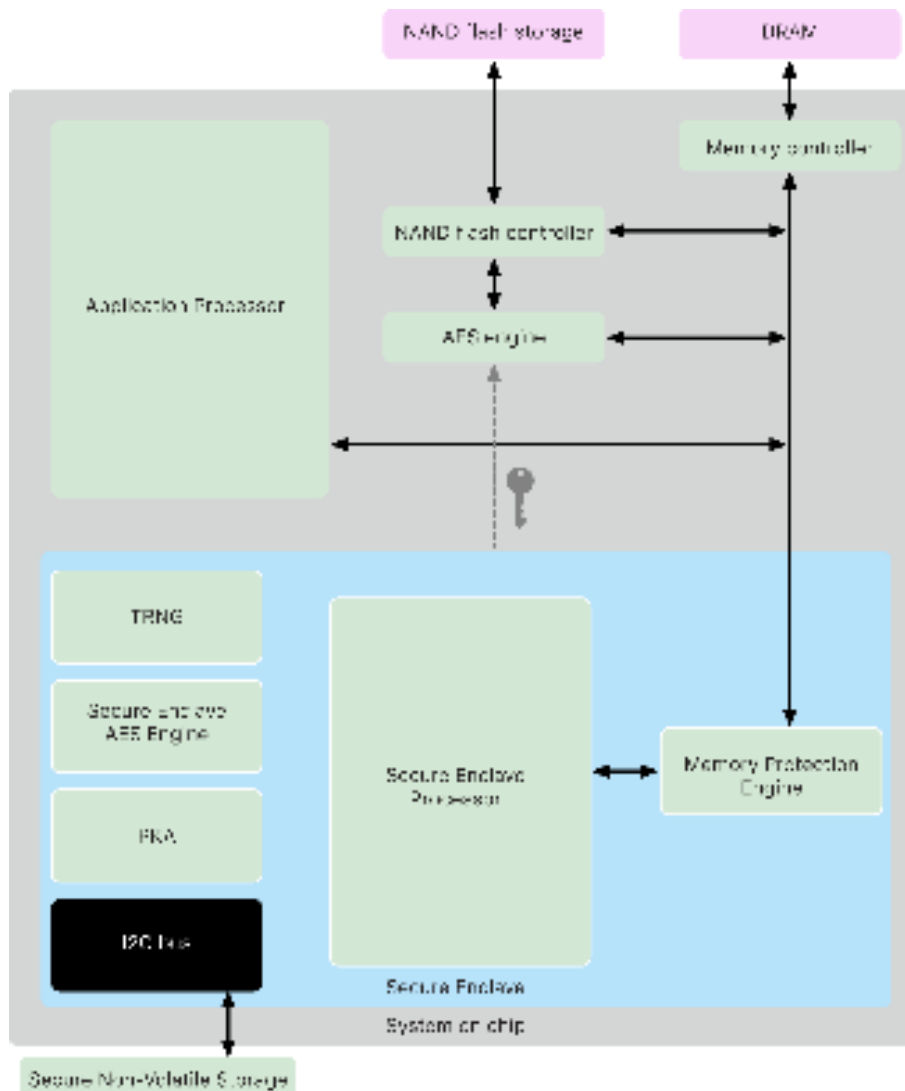 NAND flash storage
DRAM
Memory controller
NAND flash controller
Application Processor
AES engine
TRNG
Secure Enclave
AES Engine
Secure Enclave
Processor
Memory Protection
Engine
PKA
I2C bus
Secure Enclave
System on chip
Secure Non-Volatile Storage